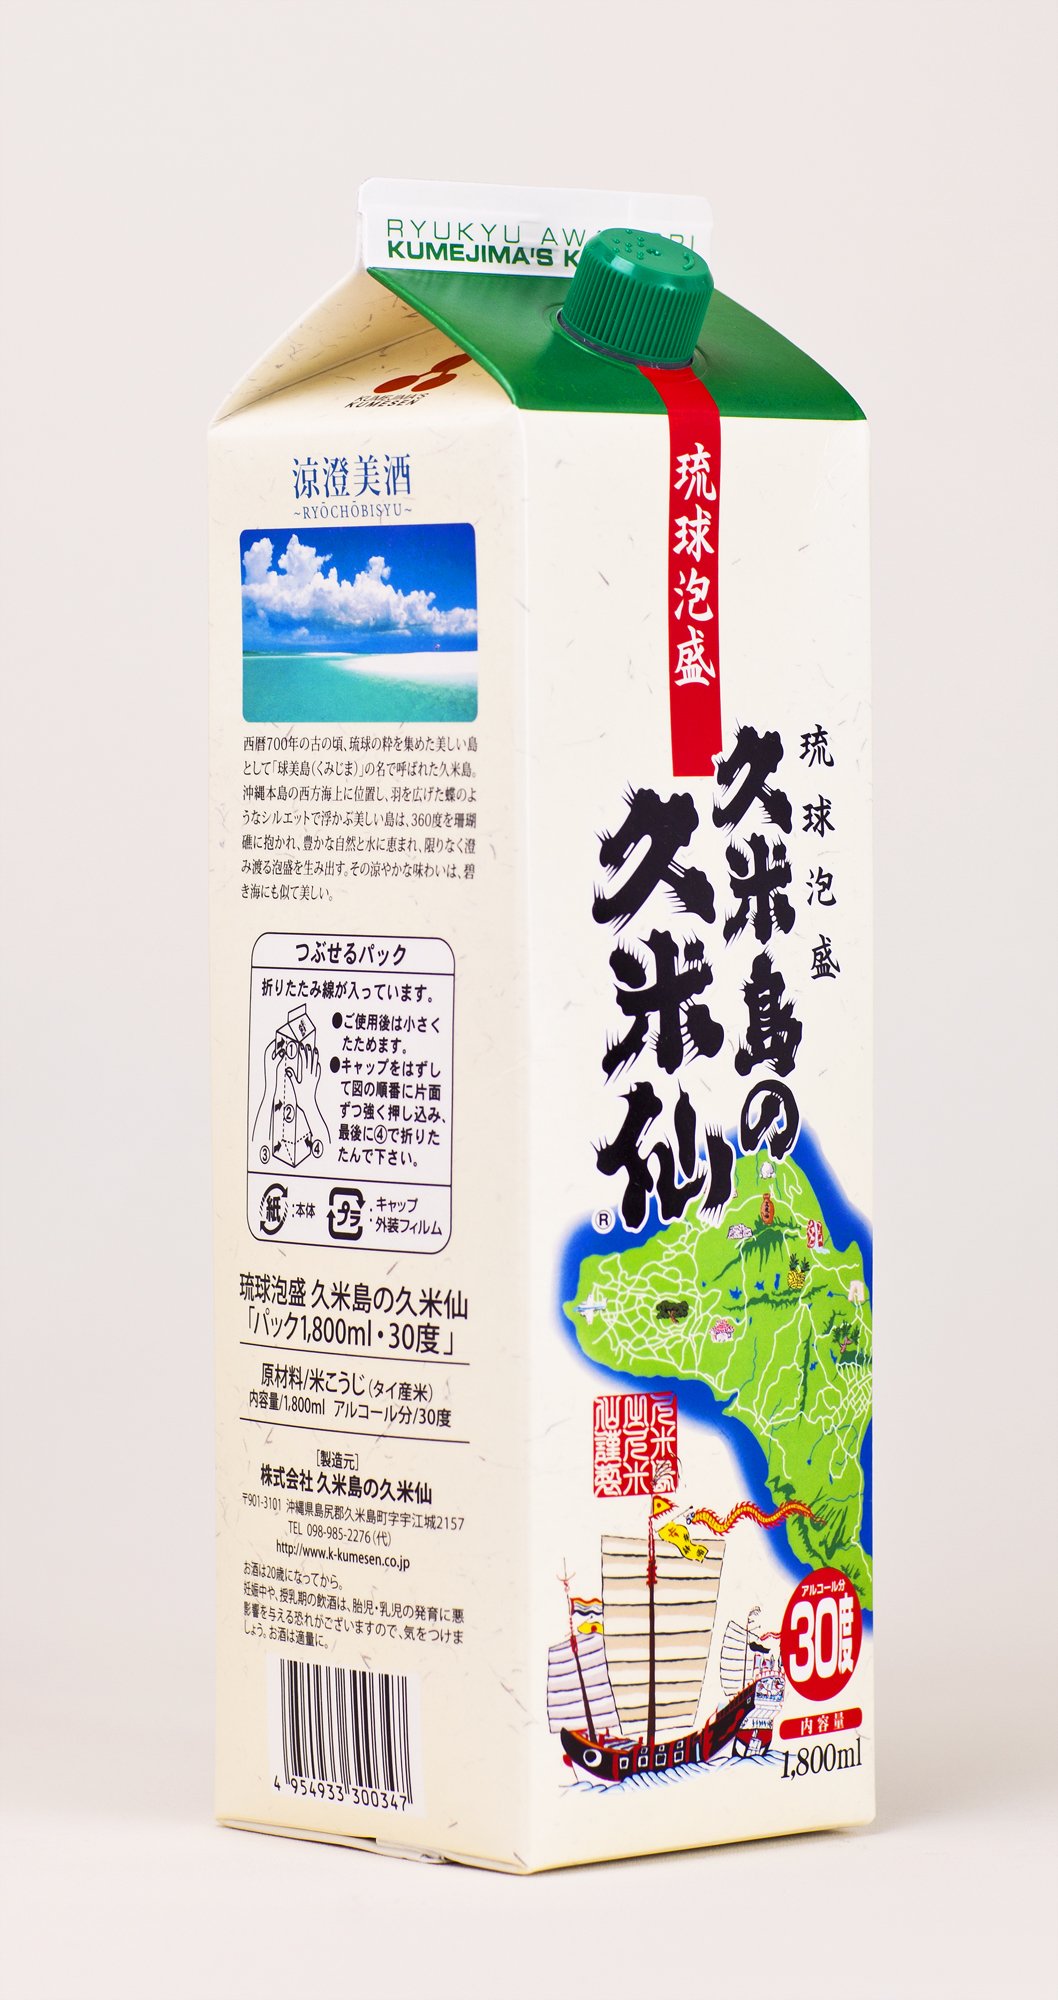 RYUKYU AW
KUMEJIMA'S K
KUMEJIMA'S
KUMESEN
涼澄美酒
~RYŌCHŌBISYU~
西暦700年の古の頃、琉球の粋を集めた美しい島
として「球美島(くみじま)」の名で呼ばれた久米島。
沖縄本島の西方海上に位置し、羽を広げた蝶のよ
うなシルエットで浮かぶ美しい島は、360度を珊瑚
礁に抱かれ、豊かな自然と水に恵まれ、限りなく澄
み渡る泡盛を生み出す。その涼やかな味わいは、碧
き海にも似て美しい。
つぶせるパック
折りたたみ線が入っています。
●ご使用後は小さく
たためます。
●キャップをはずし
て図の順番に片面
ずつ強く押し込み、
最後に④で折りた
たんで下さい。
①
②
③
④
紙:本体
プラ:キャップ
・外装フィルム
琉球泡盛 久米島の久米仙
「パック1,800ml・30度」
原材料/米こうじ(タイ産米)
内容量/1,800ml アルコール分/30度
[製造元]
株式会社 久米島の久米仙
〒901-3101 沖縄県島尻郡久米島町字宇江城2157
TEL 098-985-2276(代)
http://www.k-kumesen.co.jp
お酒は20歳になってから。
妊娠中や、授乳期の飲酒は、胎児・乳児の発育に悪
影響を与える恐れがございますので、気をつけま
しょう。お酒は適量に。
4 954933 300347
琉球泡盛
琉球泡盛
久米島の
久米仙
®
アルコール分
30度
内容量
1,800ml